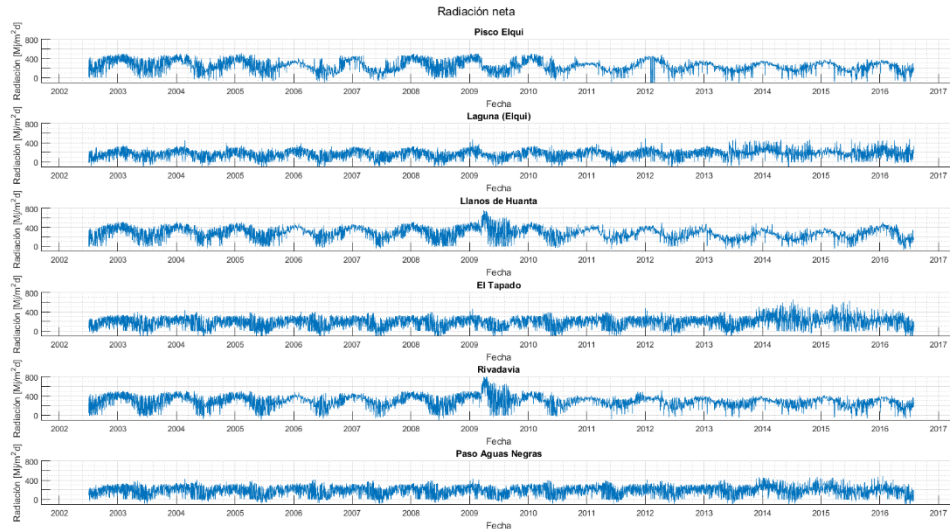 Radiación neta
Pisco Elqui
Radiación [Mj/m²d]
800
400
0
2002 2003 2004 2005 2006 2007 2008 2009 2010 2011 2012 2013 2014 2015 2016 2017
Fecha
Laguna (Elqui)
Radiación [Mj/m²d]
800
400
0
2002 2003 2004 2005 2006 2007 2008 2009 2010 2011 2012 2013 2014 2015 2016 2017
Fecha
Llanos de Huanta
Radiación [Mj/m²d]
800
400
0
2002 2003 2004 2005 2006 2007 2008 2009 2010 2011 2012 2013 2014 2015 2016 2017
Fecha
El Tapado
Radiación [Mj/m²d]
800
400
0
2002 2003 2004 2005 2006 2007 2008 2009 2010 2011 2012 2013 2014 2015 2016 2017
Fecha
Rivadavia
Radiación [Mj/m²d]
800
400
0
2002 2003 2004 2005 2006 2007 2008 2009 2010 2011 2012 2013 2014 2015 2016 2017
Fecha
Paso Aguas Negras
Radiación [Mj/m²d]
800
400
0
2002 2003 2004 2005 2006 2007 2008 2009 2010 2011 2012 2013 2014 2015 2016 2017
Fecha